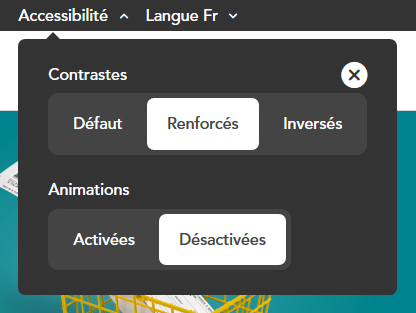 Accessibilité Langue Fr
Contrastes
Défaut Renforcés Inversés
Animations
Activées Désactivées